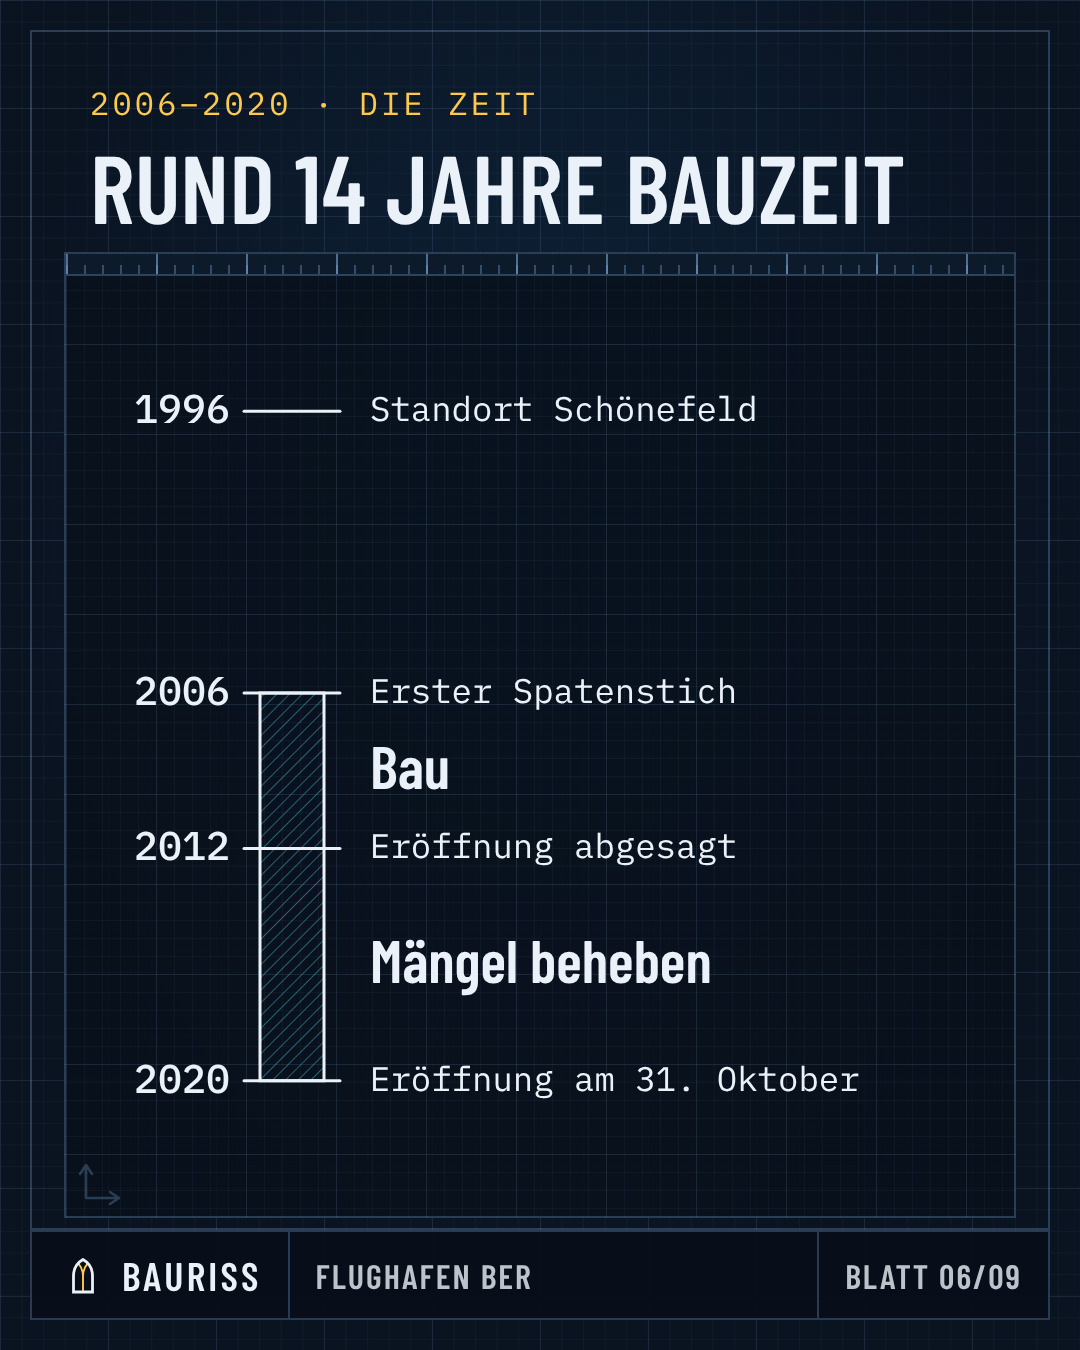 2006–2020 · DIE ZEIT
RUND 14 JAHRE BAUZEIT
1996 Standort Schönefeld
2006 Erster Spatenstich
Bau
2012 Eröffnung abgesagt
Mängel beheben
2020 Eröffnung am 31. Oktober
BAURISS FLUGHAFEN BER BLATT 06/09